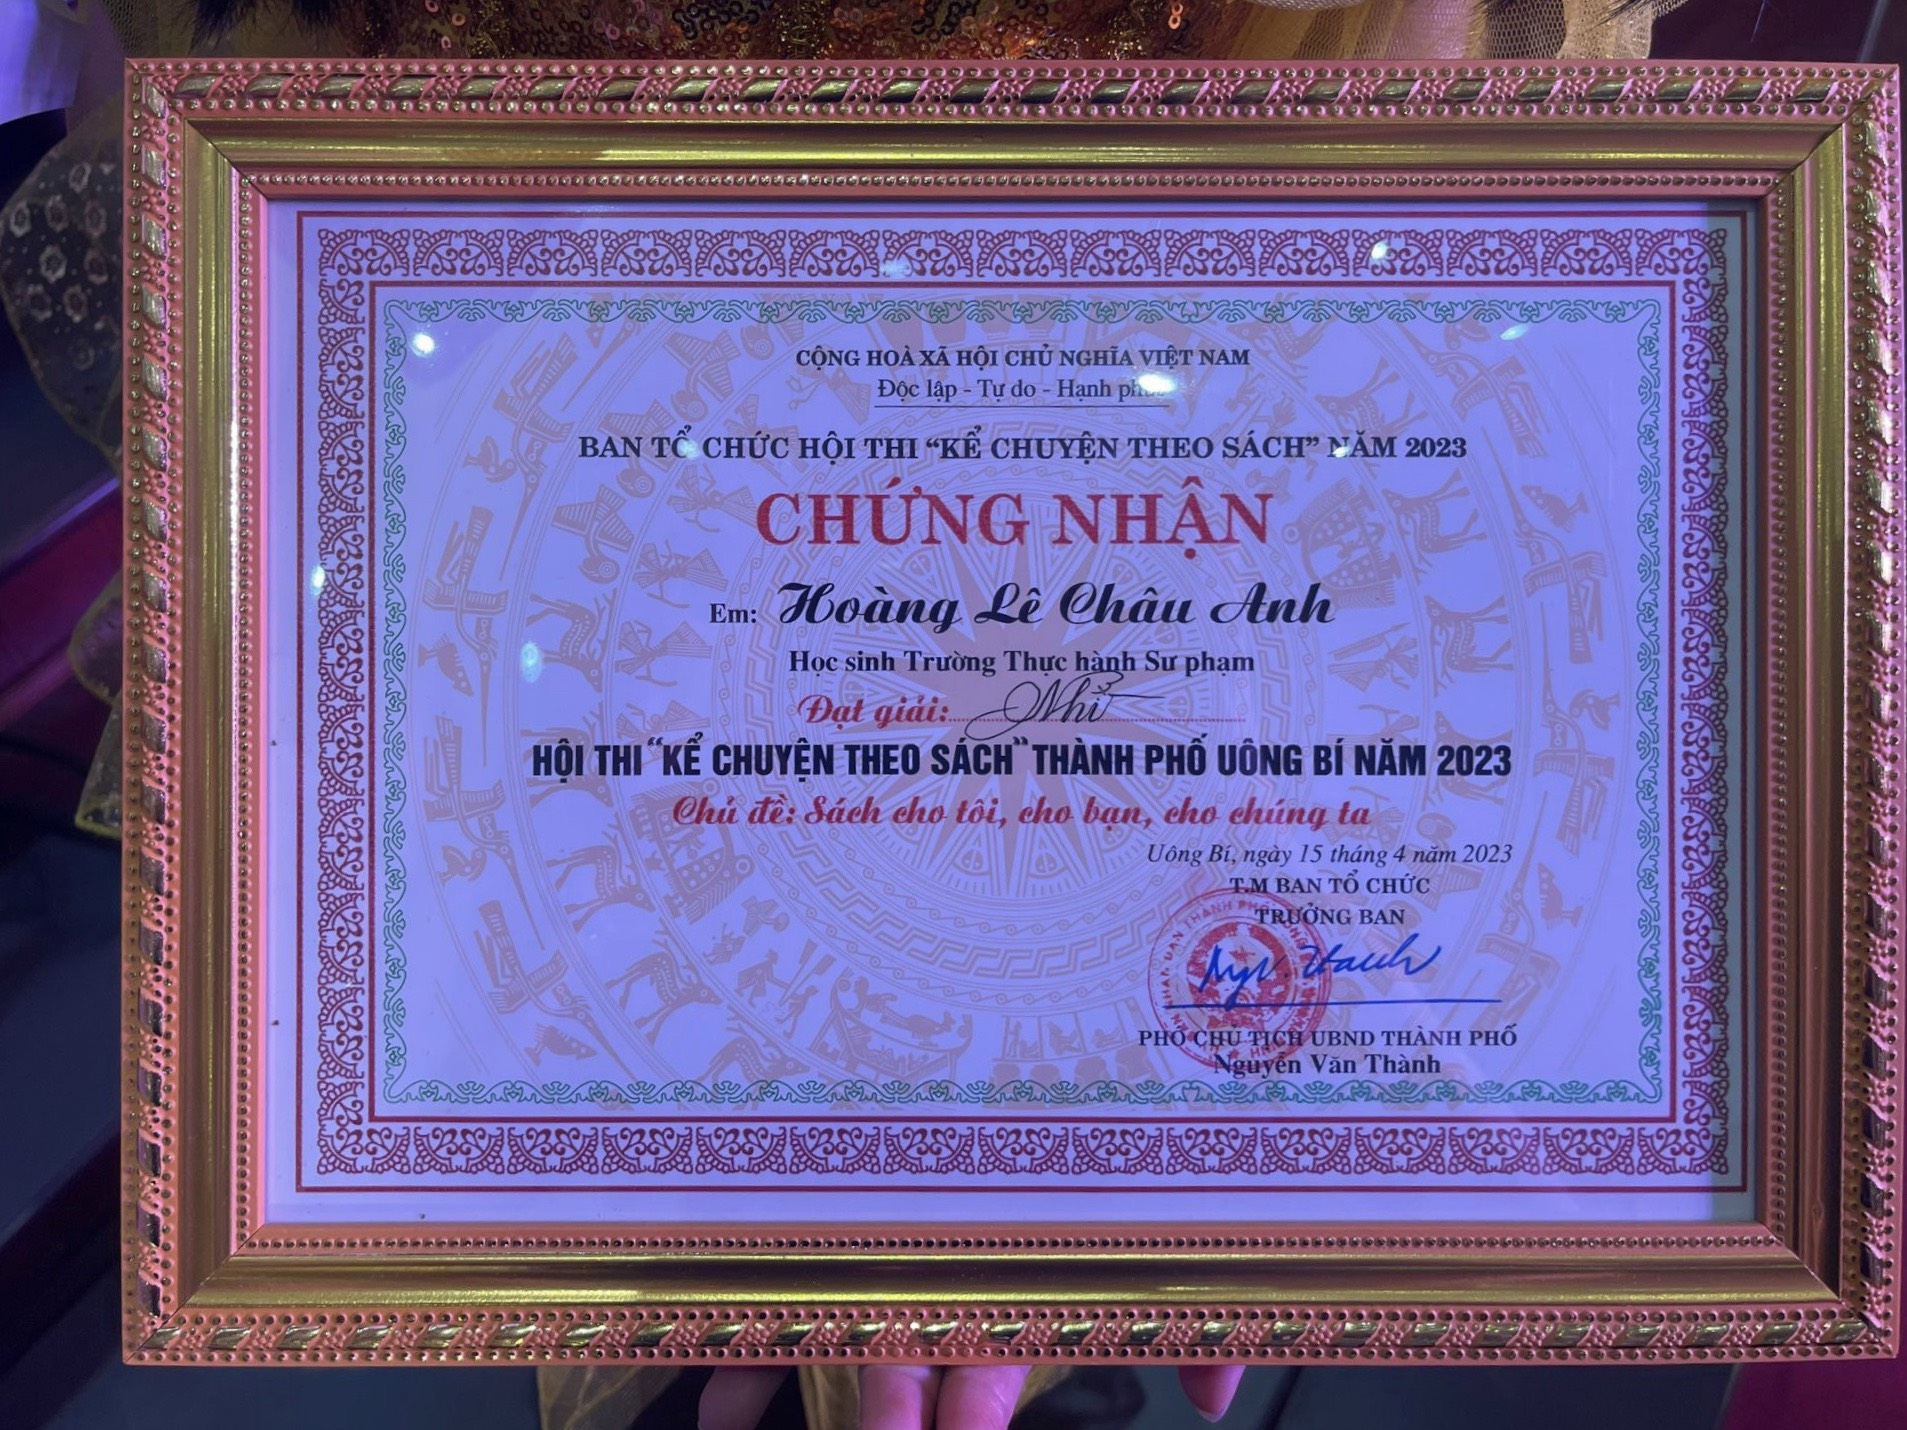 CỘNG HOÀ XÃ HỘI CHỦ NGHĨA VIỆT NAM
Độc lập - Tự do - Hạnh phúc
BAN TỔ CHỨC HỘI THI “KỂ CHUYỆN THEO SÁCH” NĂM 2023
CHỨNG NHẬN
Em: Hoàng Lê Châu Anh
Học sinh Trường Thực hành Sư phạm
Đạt giải: Nhì
HỘI THI “KỂ CHUYỆN THEO SÁCH” THÀNH PHỐ UÔNG BÍ NĂM 2023
Chủ đề: Sách cho tôi, cho bạn, cho chúng ta
Uông Bí, ngày 15 tháng 4 năm 2023
T.M BAN TỔ CHỨC
TRƯỞNG BAN
PHÓ CHỦ TỊCH UBND THÀNH PHỐ
Nguyễn Văn Thành